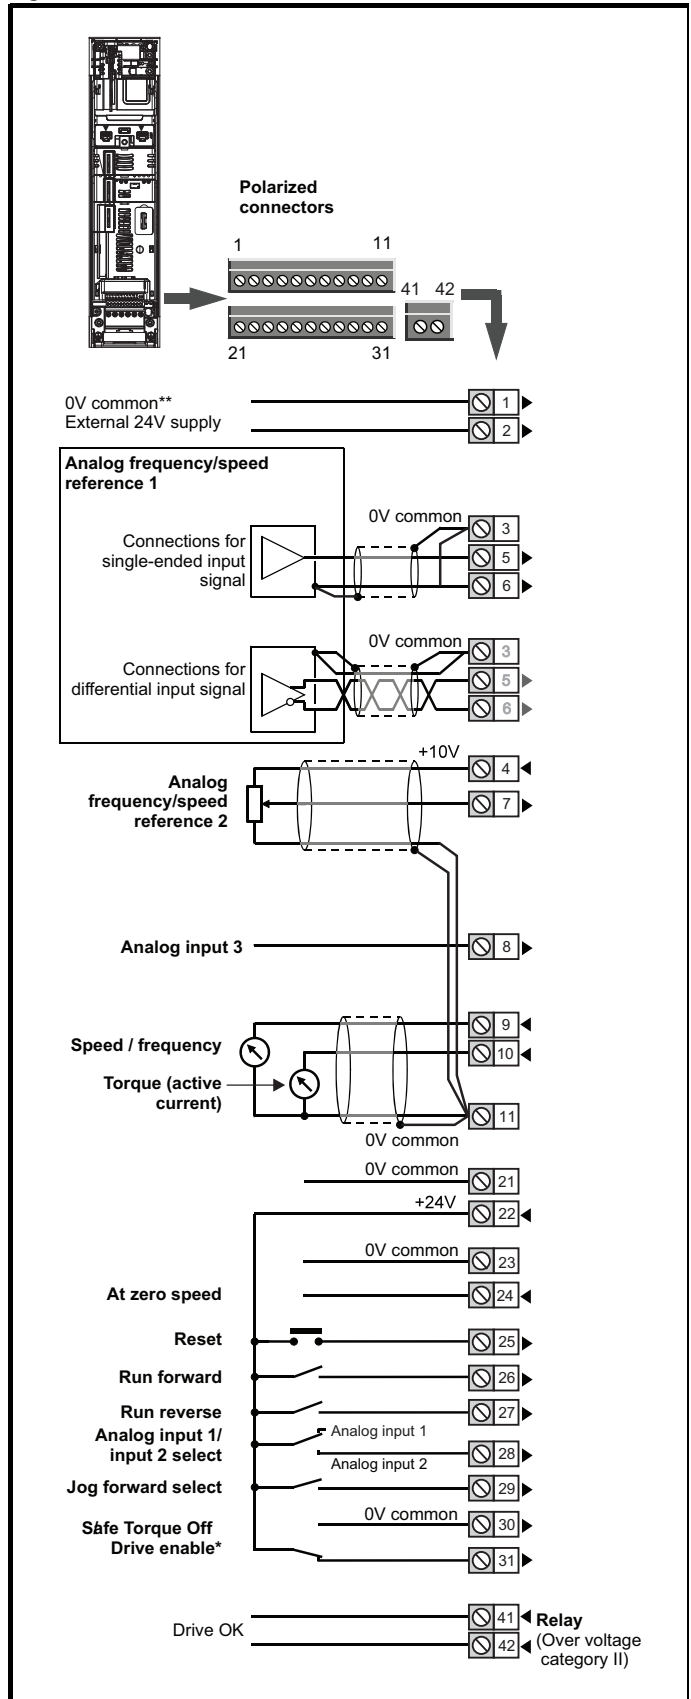 Polarized
connectors
1 11
41 42
21 31
0V common**
External 24V supply
1
2
Analog frequency/speed
reference 1
0V common
3
Connections for
single-ended input
signal
5
6
0V common
3
Connections for
differential input signal
5
6
+10V
4
Analog
frequency/speed
reference 2
7
Analog input 3
8
9
Speed / frequency
10
Torque (active
current)
11
0V common
0V common
21
+24V
22
0V common
23
At zero speed
24
Reset
25
Run forward
26
Run reverse
27
Analog input 1/
input 2 select
Analog input 1
28
Analog input 2
Jog forward select
29
0V common
30
Safe Torque Off
Drive enable*
31
Drive OK
41
42
Relay
(Over voltage
category II)